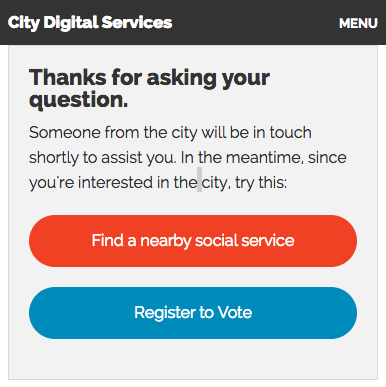 City Digital Services
MENU
Thanks for asking your
question.
Someone from the city will be in touch
shortly to assist you. In the meantime, since
you're interested in the city, try this:
Find a nearby social service
Register to Vote